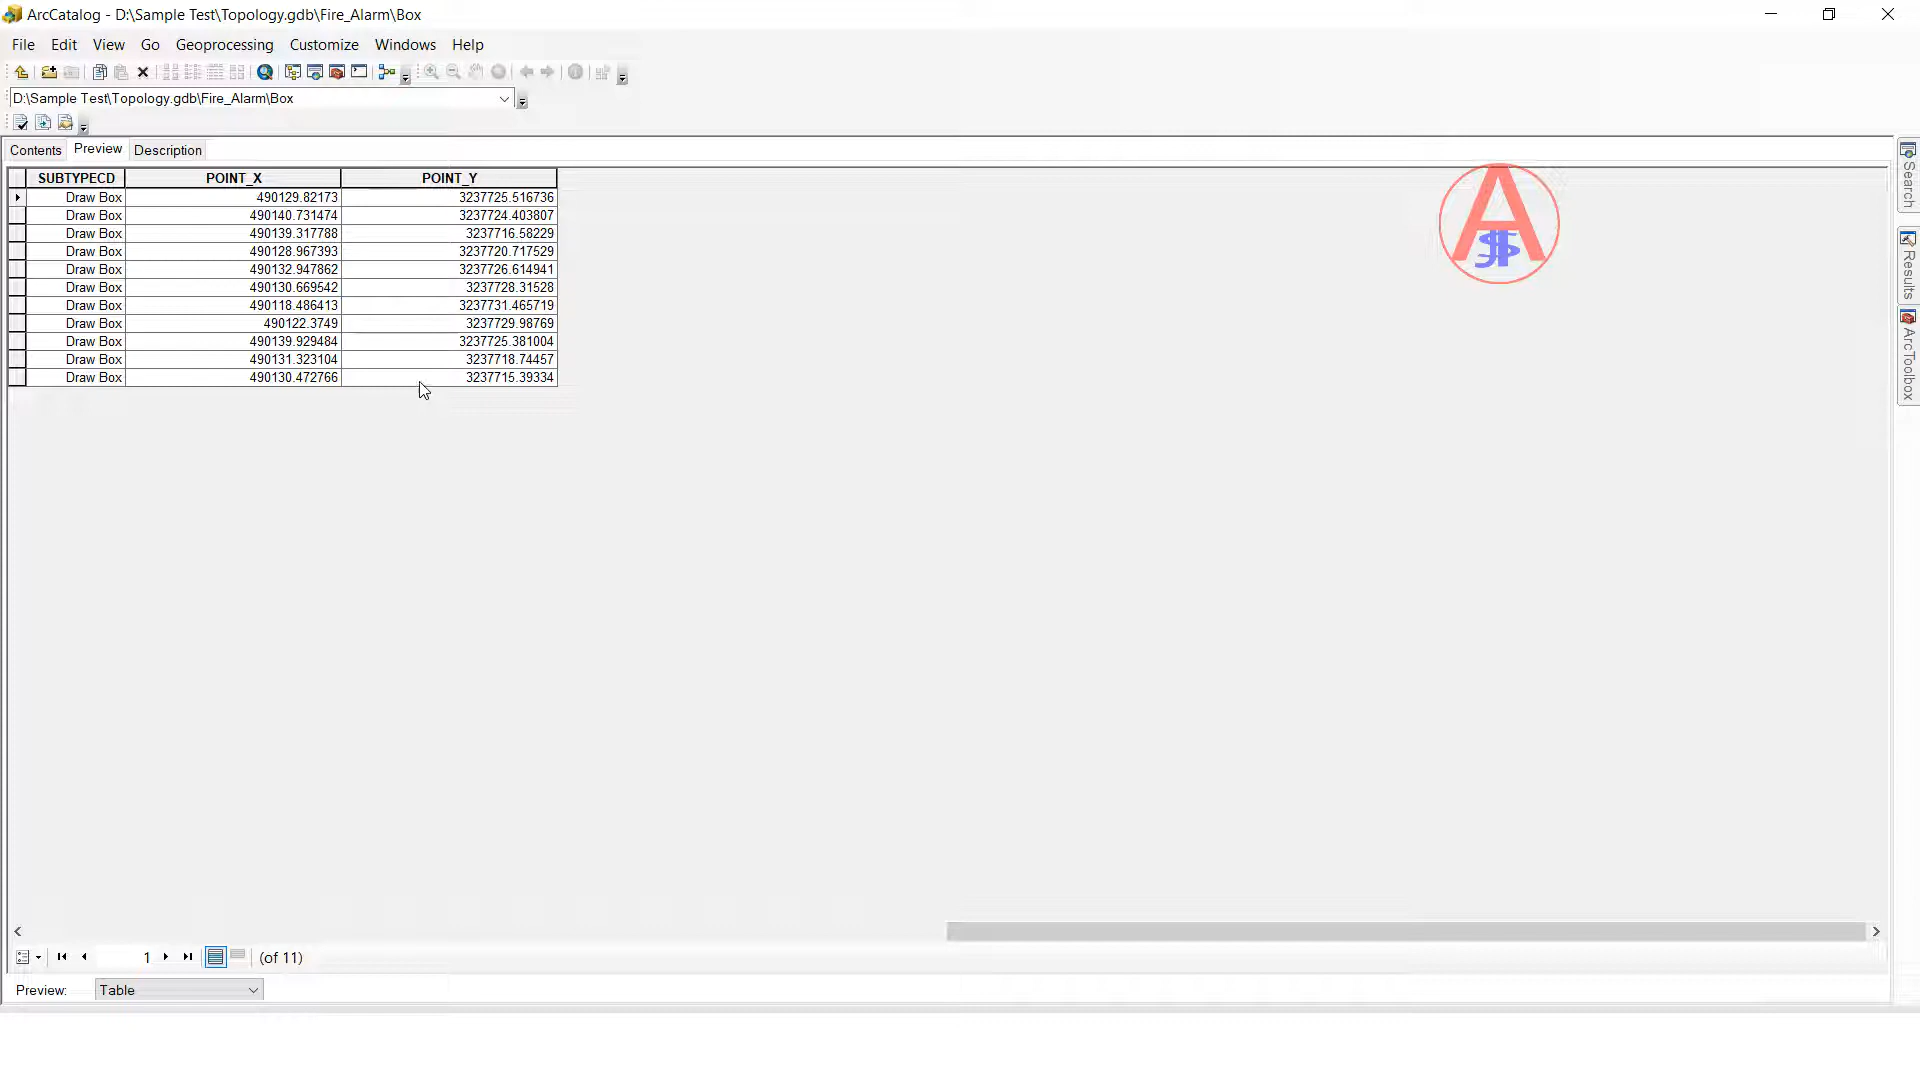 ArcCatalog - D:\Sample Test\Topology.gdb\Fire_Alarm\Box
File Edit View Go Geoprocessing Customize Windows Help
D:\Sample Test\Topology.gdb\Fire_Alarm\Box
Contents Preview Description
SUBTYPECD POINT_X POINT_Y
Draw Box 490129.82173 3237725.516736
Draw Box 490140.731474 3237724.403807
Draw Box 490139.317788 3237716.58229
Draw Box 490128.967393 3237720.717529
Draw Box 490132.947862 3237726.614941
Draw Box 490130.669542 3237728.31528
Draw Box 490118.486413 3237731.465719
Draw Box 490122.3749 3237729.98769
Draw Box 490139.929484 3237725.381004
Draw Box 490131.323104 3237718.74457
Draw Box 490130.472766 3237715.39334
1 (of 11)
Preview: Table
Search
Results
ArcToolbox
A